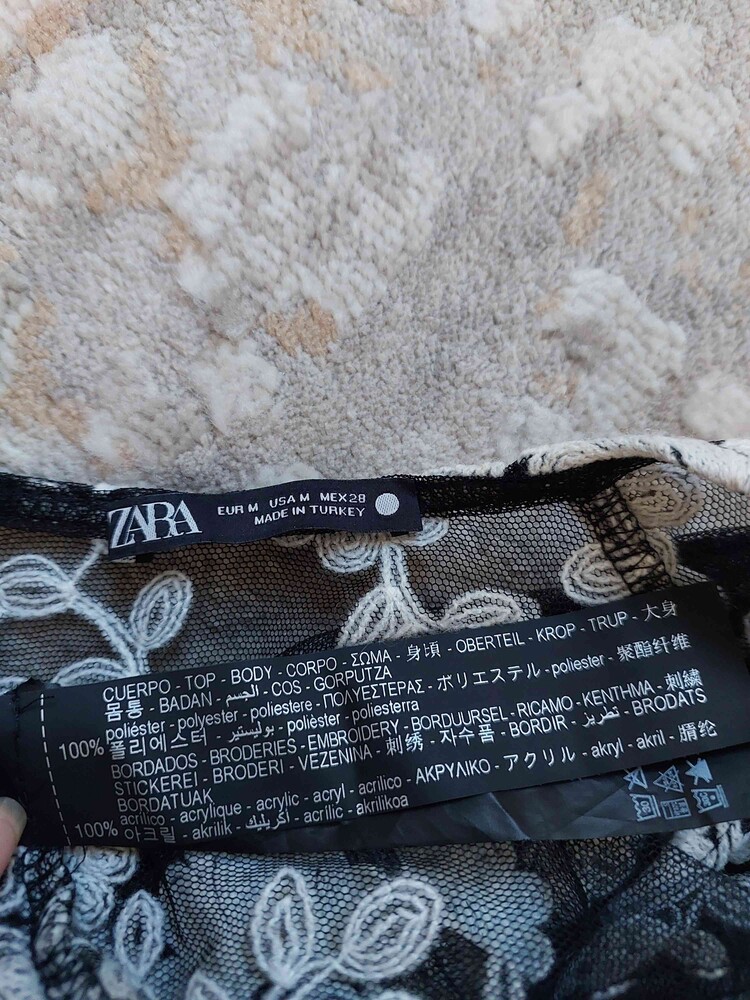 ZARA
EUR M USA M MEX 28
MADE IN TURKEY
CUERPO - TOP - BODY - CORPO - ΣΩΜΑ - 身頃 - OBERTEIL - KROP - TRUP - 大身
몸통 - BADAN - الجسم - COS - GORPUTZA
100% poliéster - polyester - poliestere - ΠΟΛΥΕΣΤΕΡΑΣ - ポリエステル - poliester - 聚酯纤维
폴리에스터 - بوليستير - polièster - poliesterra
BORDADOS - BRODERIES - EMBROIDERY - BORDUURSEL - RICAMO - ΚΕΝΤΗΜΑ - 刺繍
STICKEREI - BRODERI - VEZENINA - 刺绣 - 자수품 - BORDIR - تطريز - BRODATS
BORDATUAK
100% acrílico - acrylique - acrylic - acryl - acrilico - ΑΚΡΥΛΙΚΟ - アクリル - akryl - akril - 腈纶
아크릴 - akrilik - اكريليك - acrílic - akrilikoa